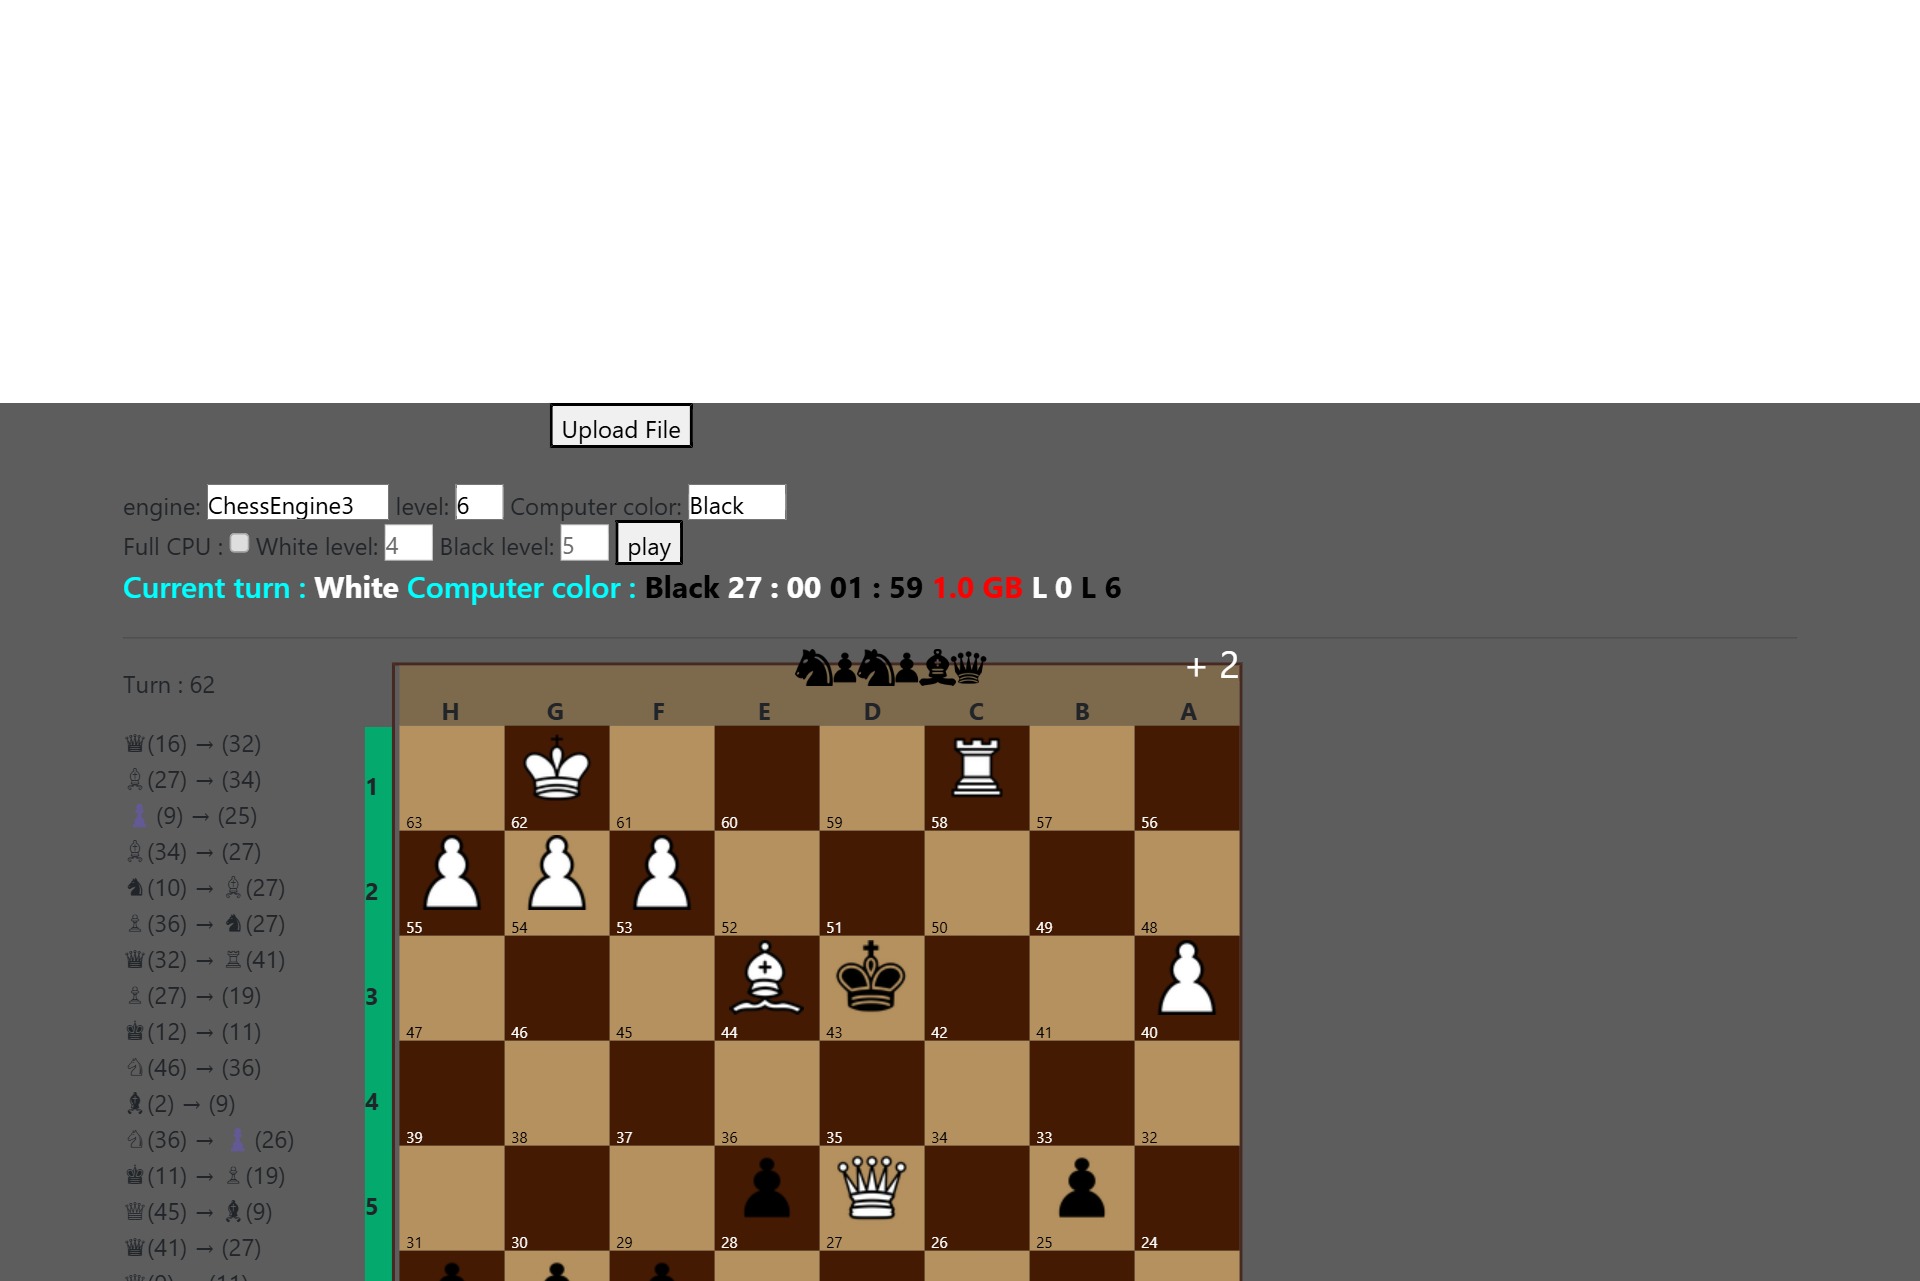 Upload File
engine: ChessEngine3 level: 6 Computer color: Black
Full CPU : White level: 4 Black level: 5 play
Current turn : White Computer color : Black 27 : 00 01 : 59 1.0 GB L 0 L 6
+ 2
Turn : 62
H G F E D C B A
♛(16) → (32)
♗(27) → (34)
♟ (9) → (25)
♗(34) → (27)
♞(10) → ♗(27)
♗(36) → ♞(27)
♛(32) → ♖(41)
♗(27) → (19)
♚(12) → (11)
♘(46) → (36)
♝(2) → (9)
♘(36) → ♟ (26)
♚(11) → ♗(19)
♕(45) → ♝(9)
♛(41) → (27)
1
63 62 61 60 59 58 57 56
2
55 54 53 52 51 50 49 48
3
47 46 45 44 43 42 41 40
4
39 38 37 36 35 34 33 32
5
31 30 29 28 27 26 25 24